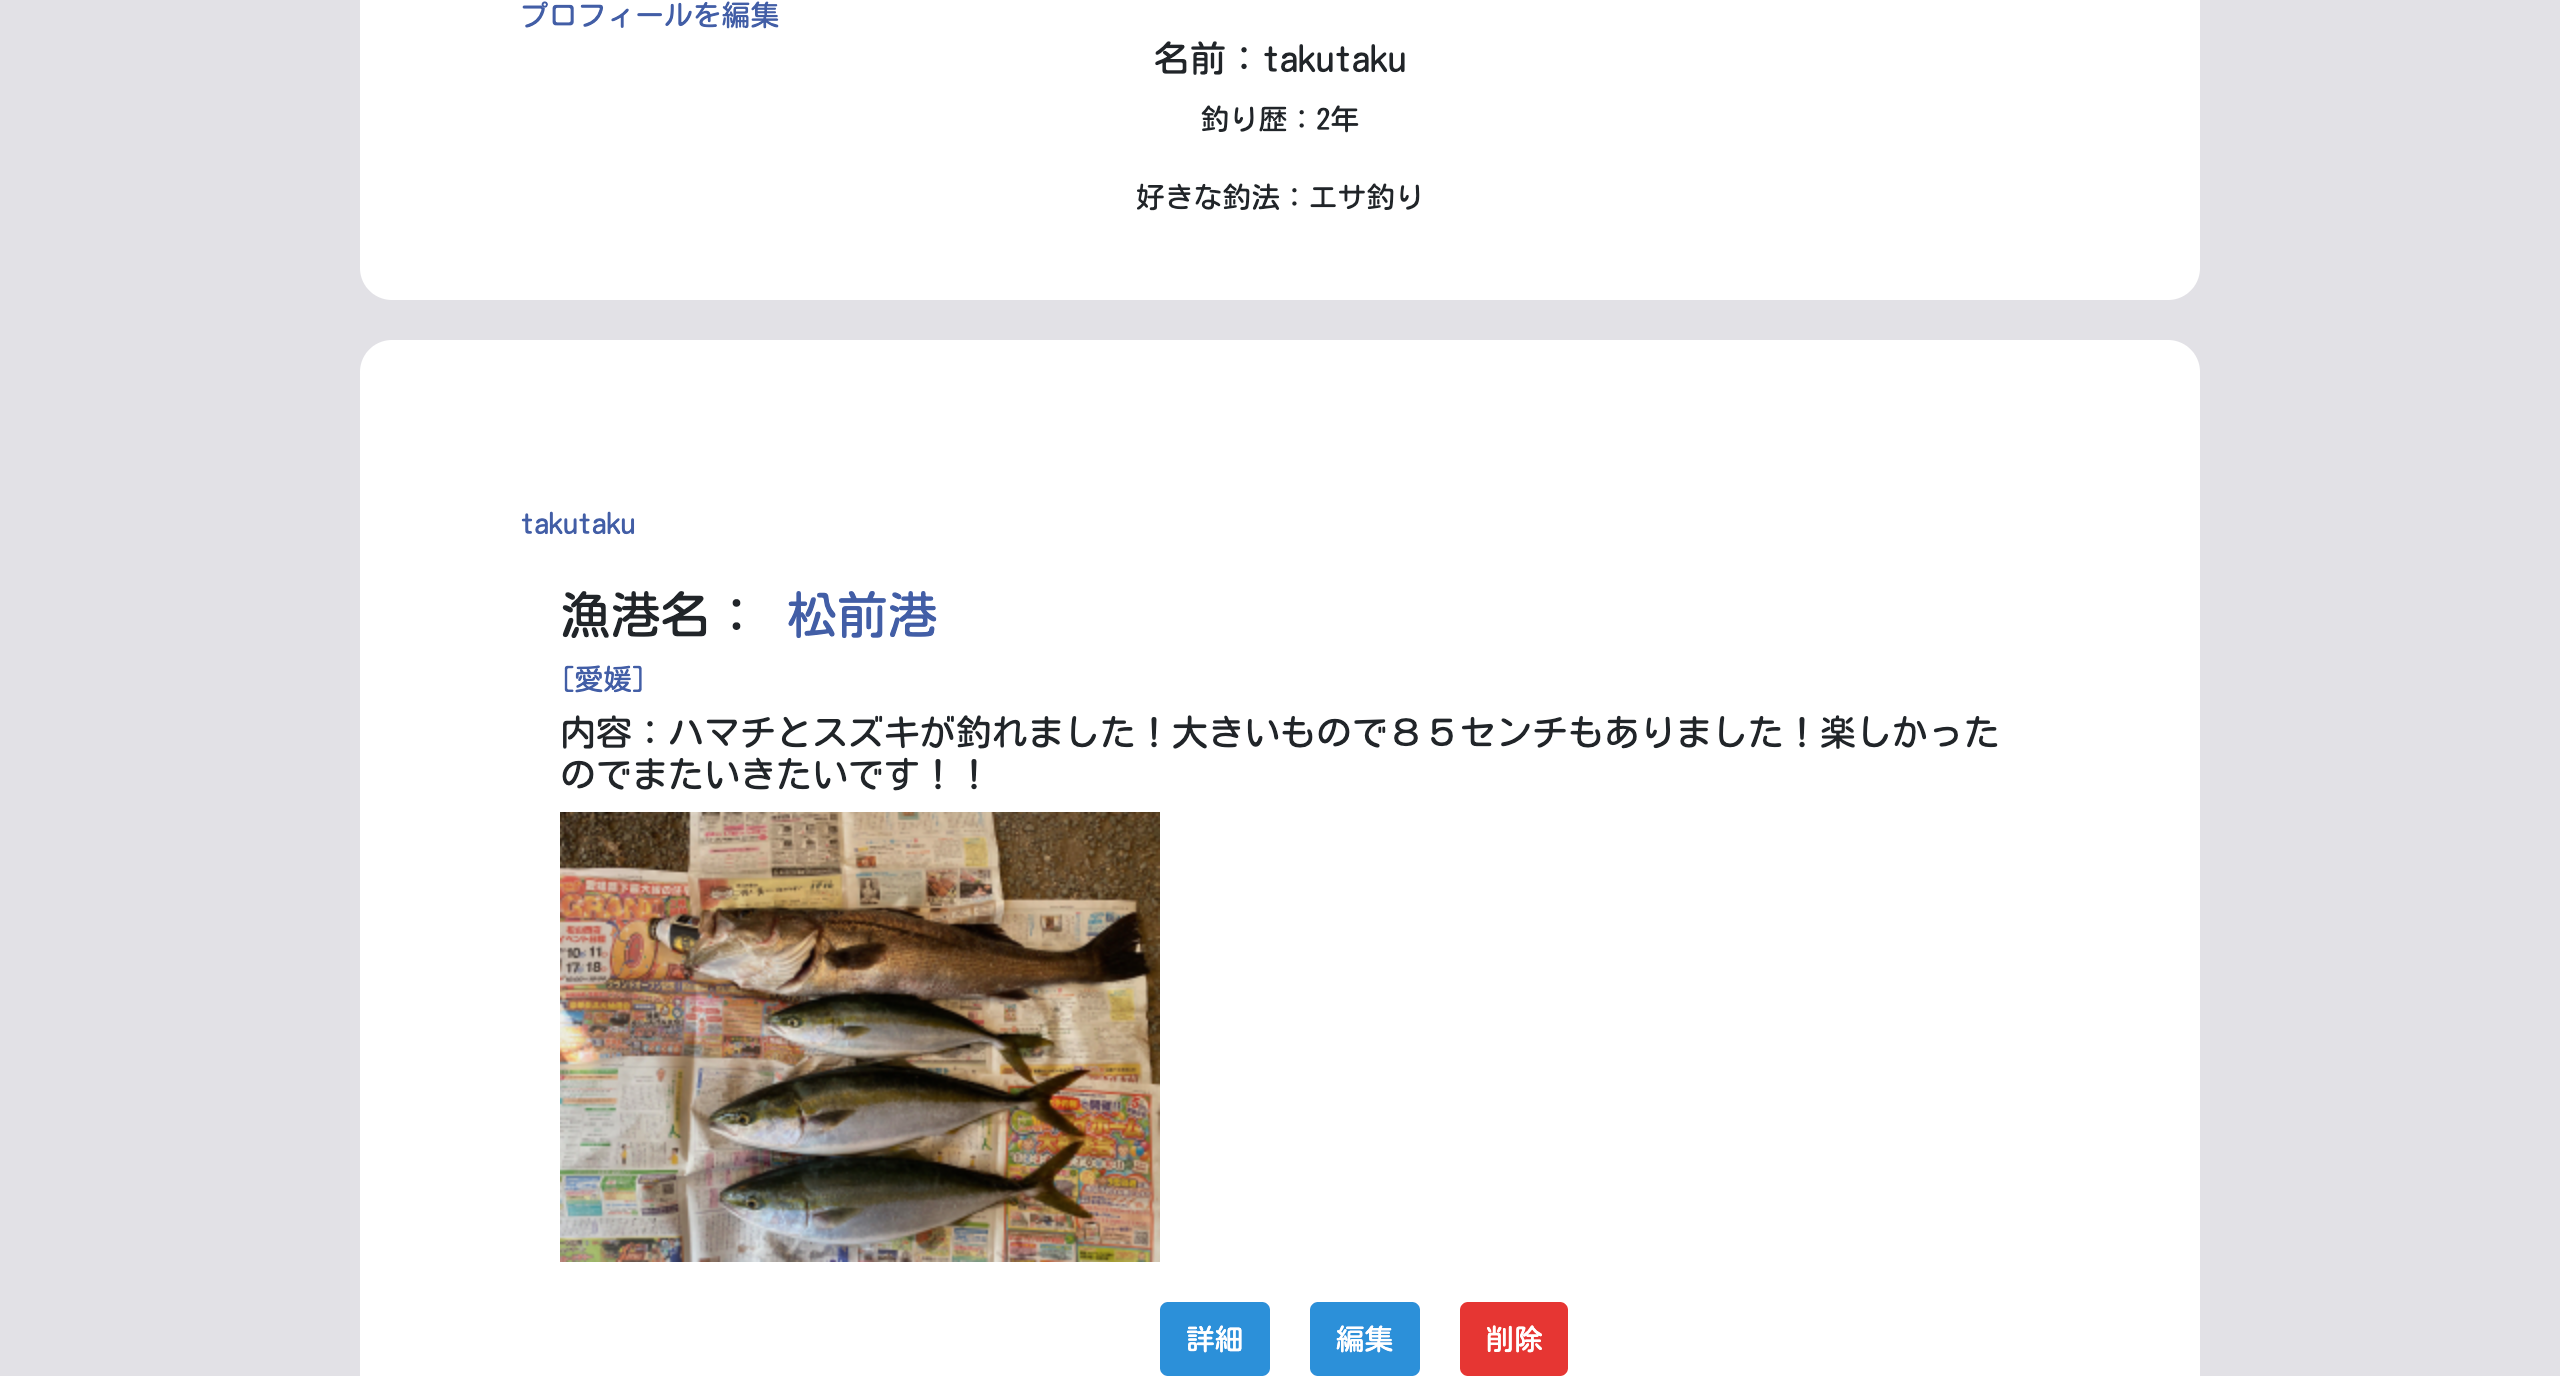 プロフィールを編集
名前：takutaku
釣り歴：2年
好きな釣法：エサ釣り
takutaku
漁港名： 松前港
[愛媛]
内容：ハマチとスズキが釣れました！大きいもので８５センチもありました！楽しかった
のでまたいきたいです！！
GRAND
10 11
17 18
詳細 編集 削除